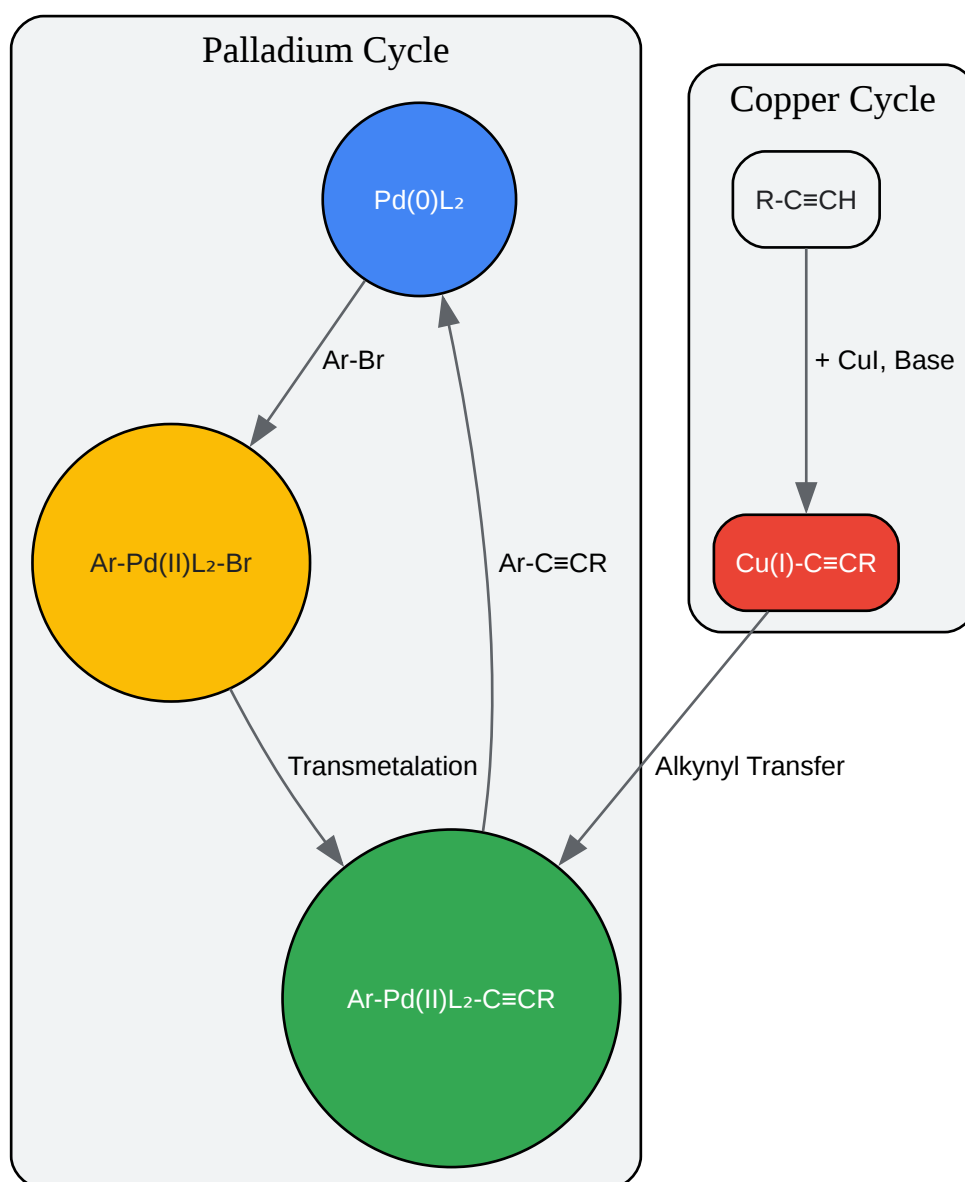 Palladium Cycle
Pd(0)L₂
Ar-Br
Ar-Pd(II)L₂-Br
Ar-C≡CR
Transmetalation
Ar-Pd(II)L₂-C≡CR
Copper Cycle
R-C≡CH
+ CuI, Base
Cu(I)-C≡CR
Alkynyl Transfer